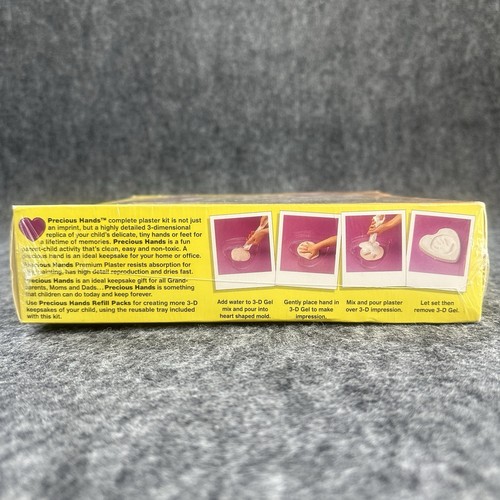 Precious Hands™ complete plaster kit is not just
an imprint, but a highly detailed 3-dimensional
replica of your child's delicate, tiny hands or feet for
a lifetime of memories. Precious Hands is a fun
parent-child activity that's clean, easy and non-toxic. A
precious hand is an ideal keepsake for your home or office.
Precious Hands Premium Plaster resists absorption for
painting, has high detail reproduction and dries fast.
Precious Hands is an ideal keepsake gift for all Grand-
parents, Moms and Dads...Precious Hands is something
that children can do today and keep forever.
Use Precious Hands Refill Packs for creating more 3-D
keepsakes of your child, using the reusable tray included
with this kit.
Add water to 3-D Gel
mix and pour into
heart shaped mold.
Gently place hand in
3-D Gel to make
impression.
Mix and pour plaster
over 3-D impression.
Let set then
remove 3-D Gel.